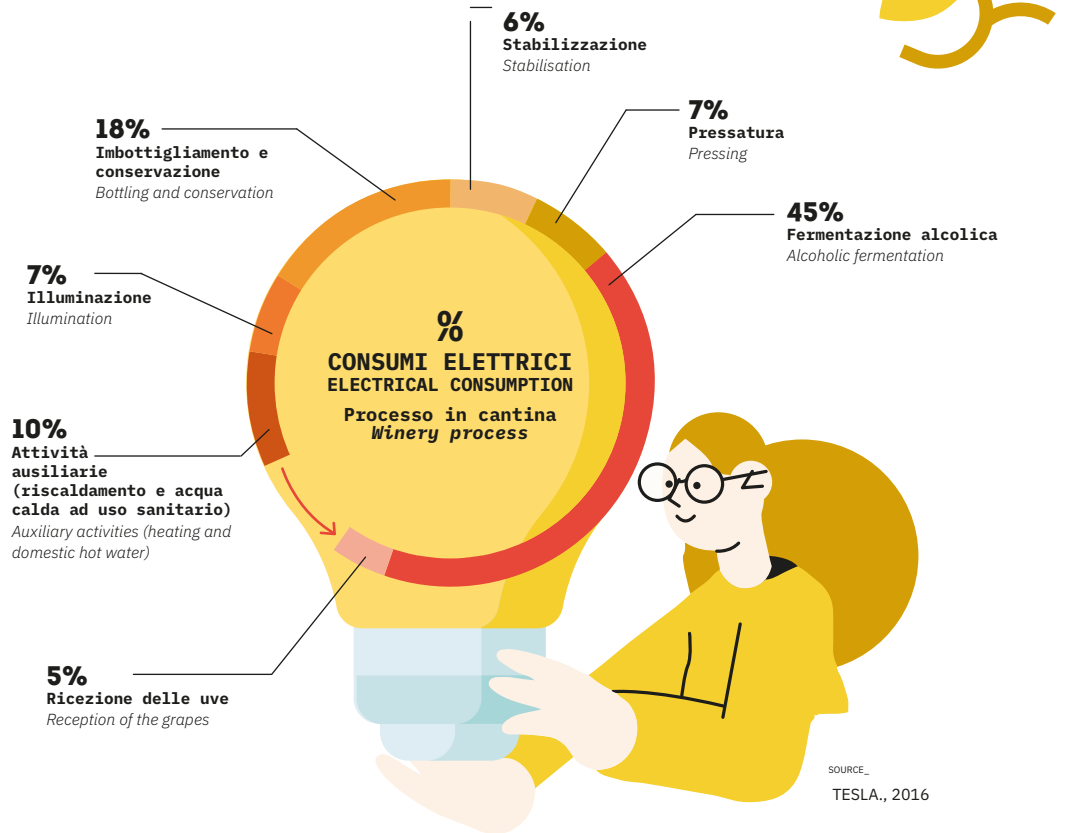 6%
Stabilizzazione
Stabilisation
7%
Pressatura
Pressing
18%
Imbottigliamento e
conservazione
Bottling and conservation
45%
Fermentazione alcolica
Alcoholic fermentation
7%
Illuminazione
Illumination
%
CONSUMI ELETTRICI
ELECTRICAL CONSUMPTION
Processo in cantina
Winery process
10%
Attività
ausiliarie
(riscaldamento e acqua
calda ad uso sanitario)
Auxiliary activities (heating and
domestic hot water)
5%
Ricezione delle uve
Reception of the grapes
SOURCE_
TESLA., 2016